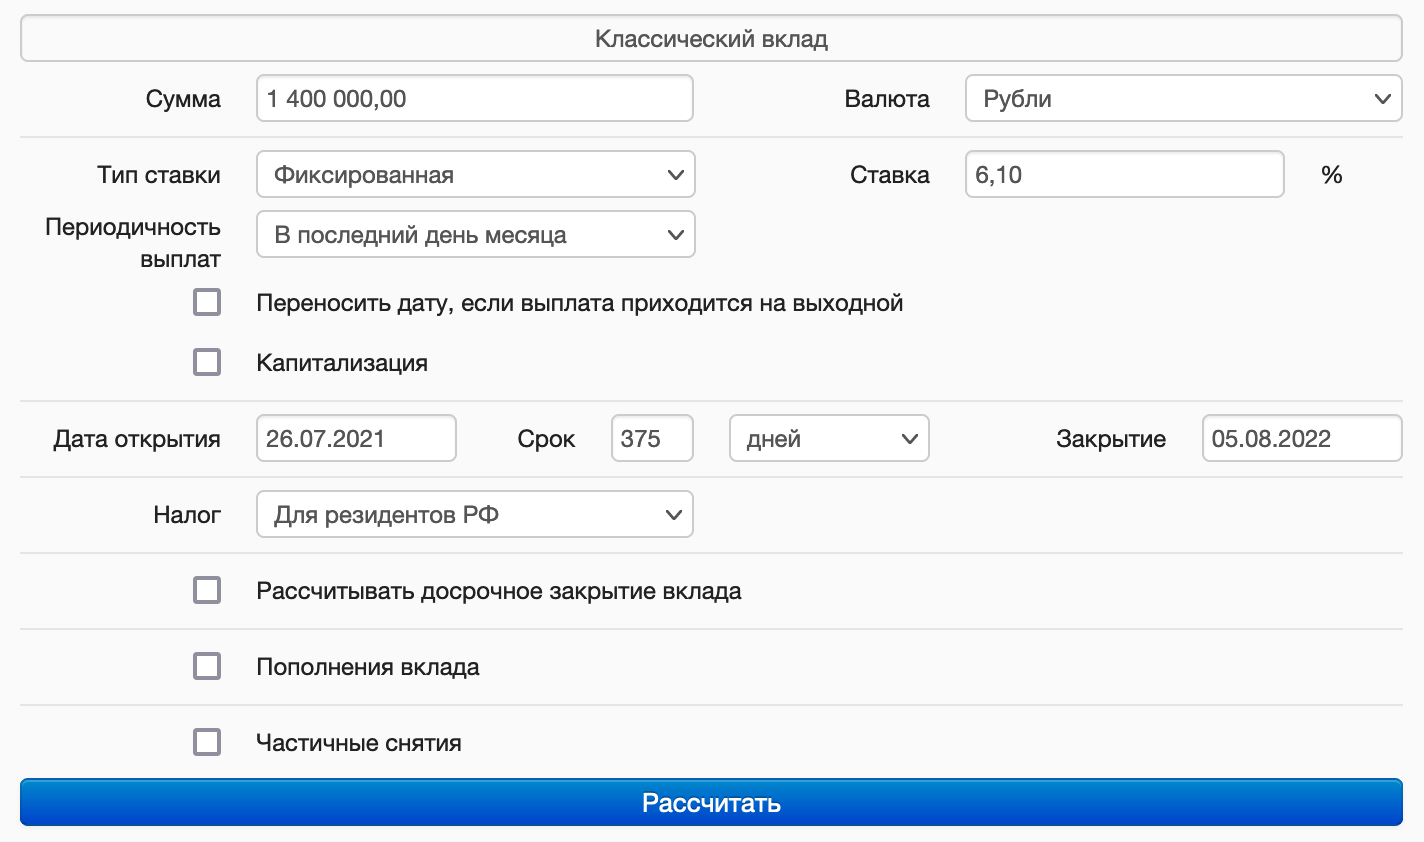 Классический вклад
Сумма 1 400 000,00 Валюта Рубли
Тип ставки Фиксированная Ставка 6,10 %
Периодичность
выплат В последний день месяца
Переносить дату, если выплата приходится на выходной
Капитализация
Дата открытия 26.07.2021 Срок 375 дней Закрытие 05.08.2022
Налог Для резидентов РФ
Рассчитывать досрочное закрытие вклада
Пополнения вклада
Частичные снятия
Рассчитать